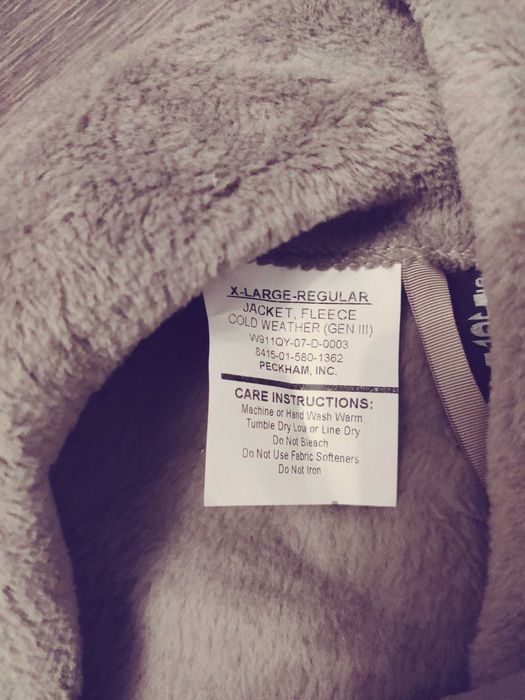 X-LARGE-REGULAR
JACKET, FLEECE
COLD WEATHER (GEN III)
W911QY-07-D-0003
8415-01-580-1362
PECKHAM, INC.
CARE INSTRUCTIONS:
Machine or Hand Wash Warm
Tumble Dry Low or Line Dry
Do Not Bleach
Do Not Use Fabric Softeners
Do Not Iron